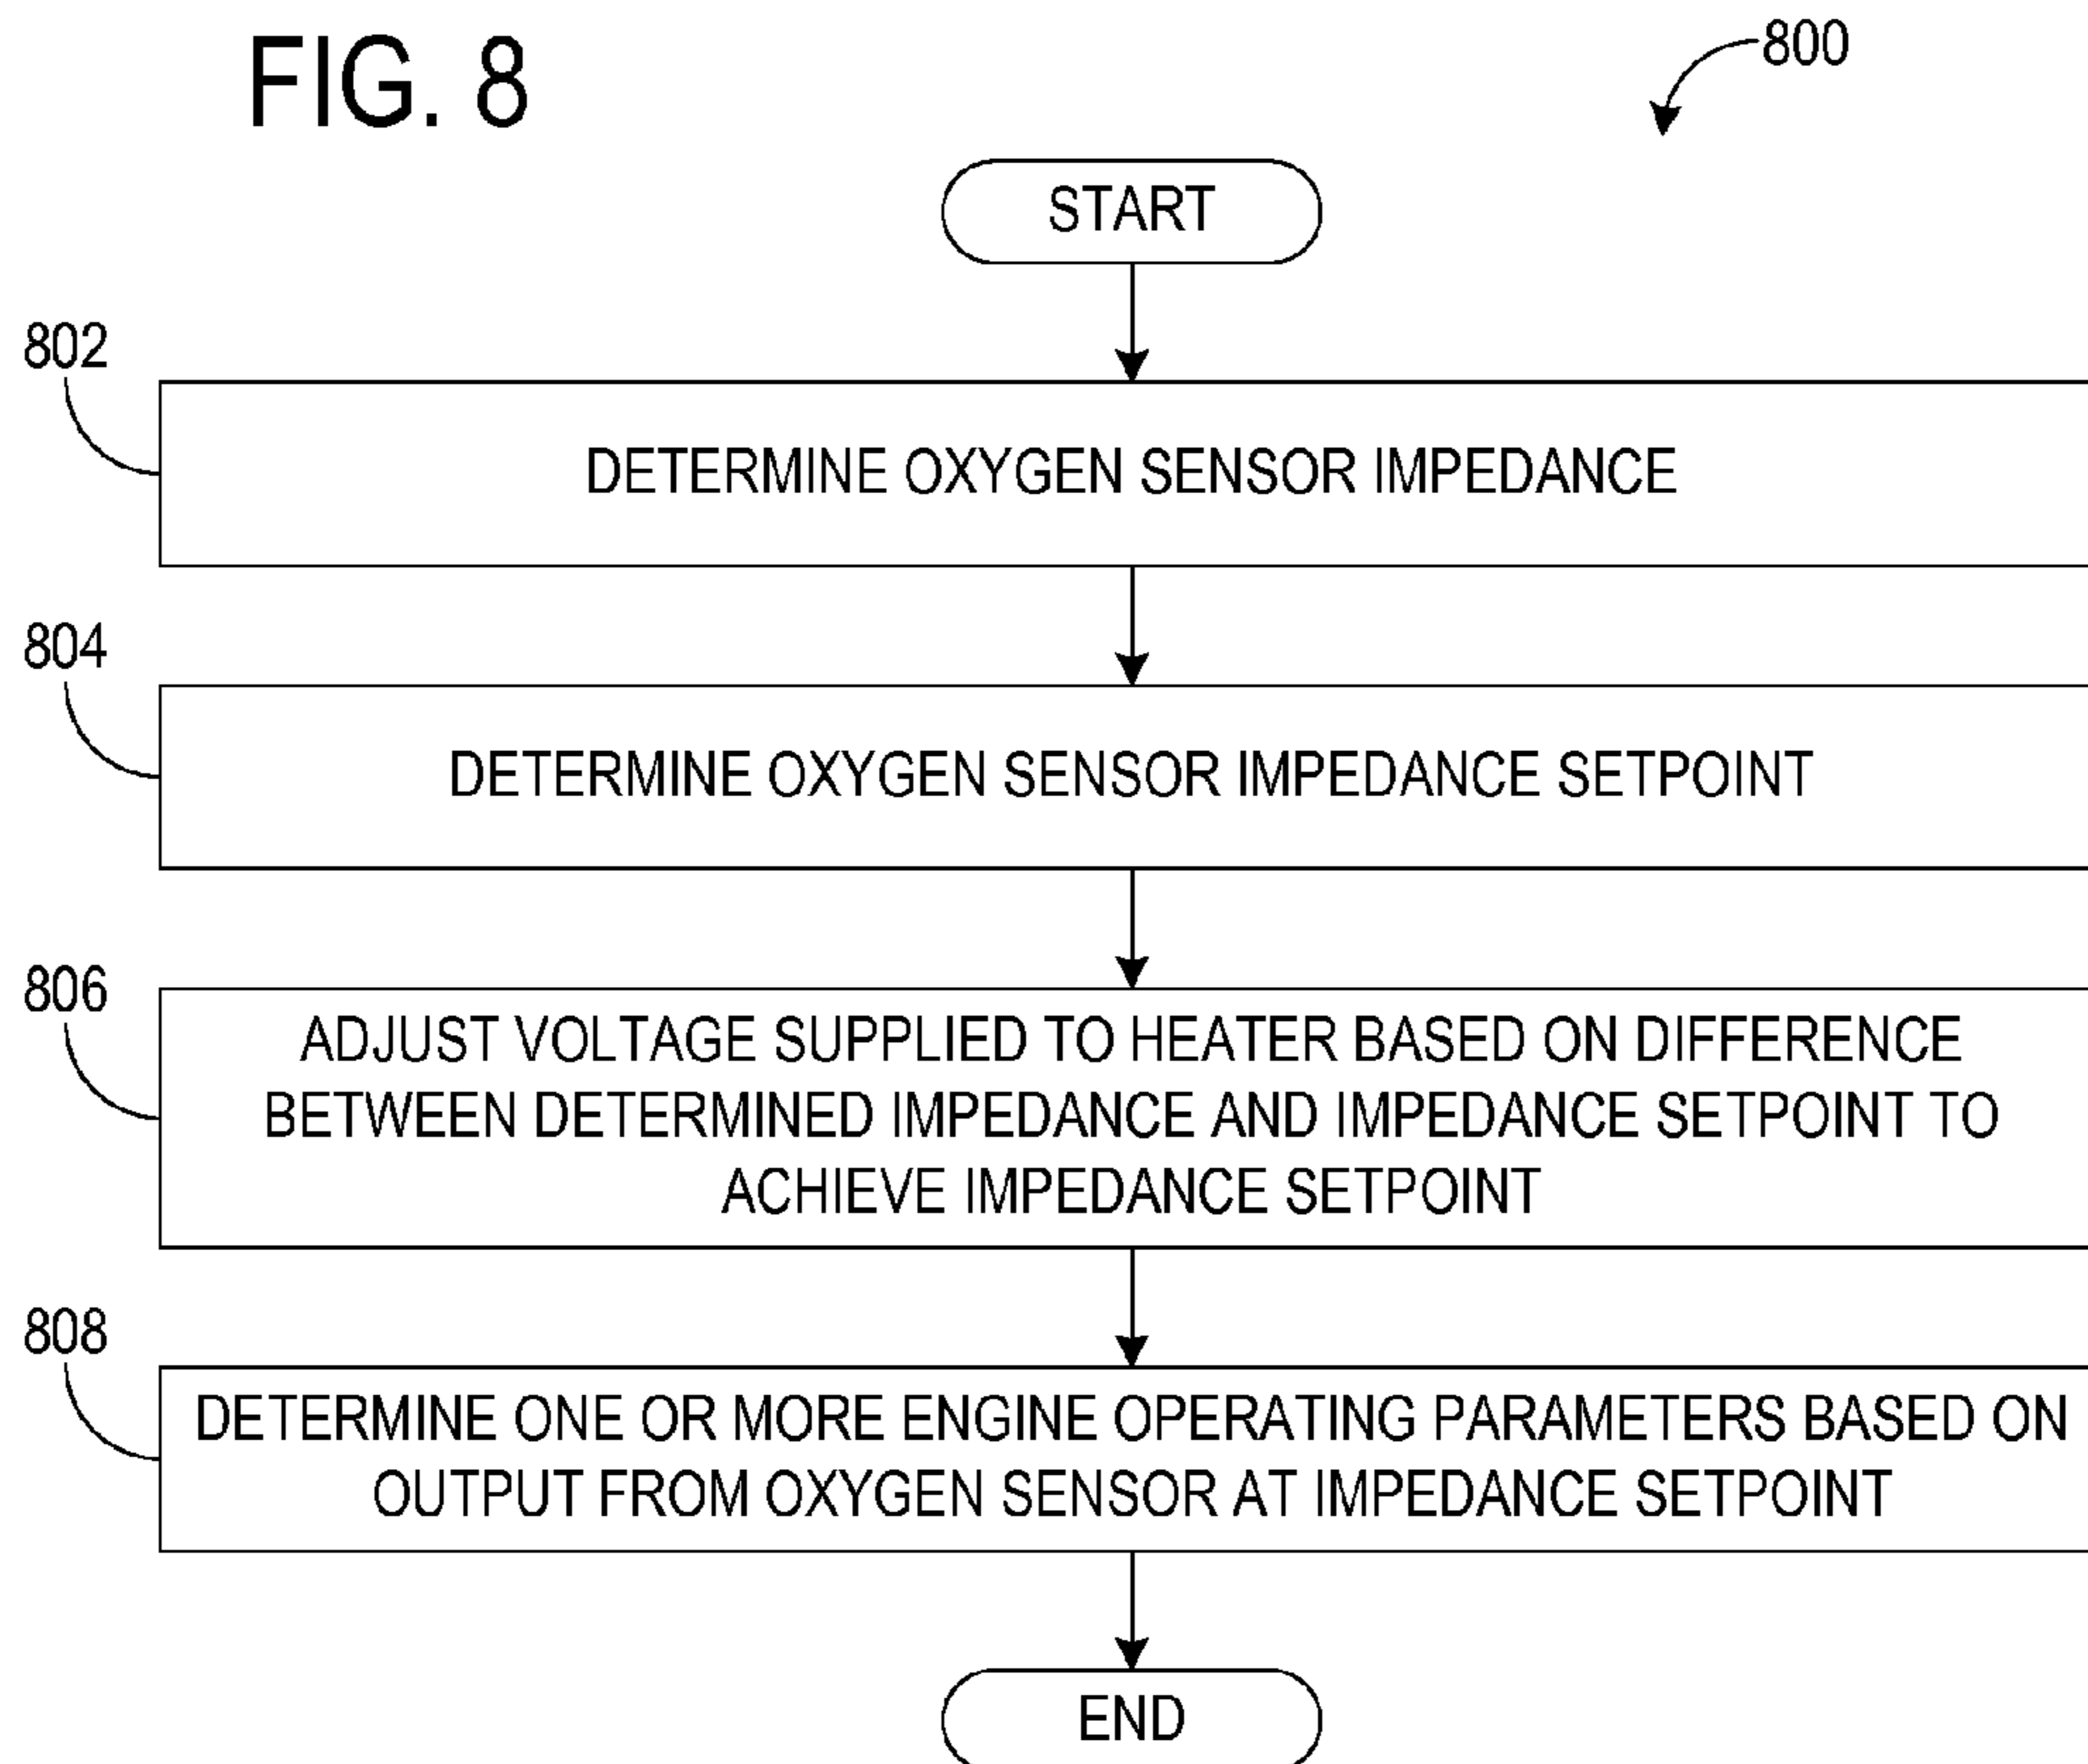 FIG. 8
800
START
802
DETERMINE OXYGEN SENSOR IMPEDANCE
804
DETERMINE OXYGEN SENSOR IMPEDANCE SETPOINT
806
ADJUST VOLTAGE SUPPLIED TO HEATER BASED ON DIFFERENCE
BETWEEN DETERMINED IMPEDANCE AND IMPEDANCE SETPOINT TO
ACHIEVE IMPEDANCE SETPOINT
808
DETERMINE ONE OR MORE ENGINE OPERATING PARAMETERS BASED ON
OUTPUT FROM OXYGEN SENSOR AT IMPEDANCE SETPOINT
END